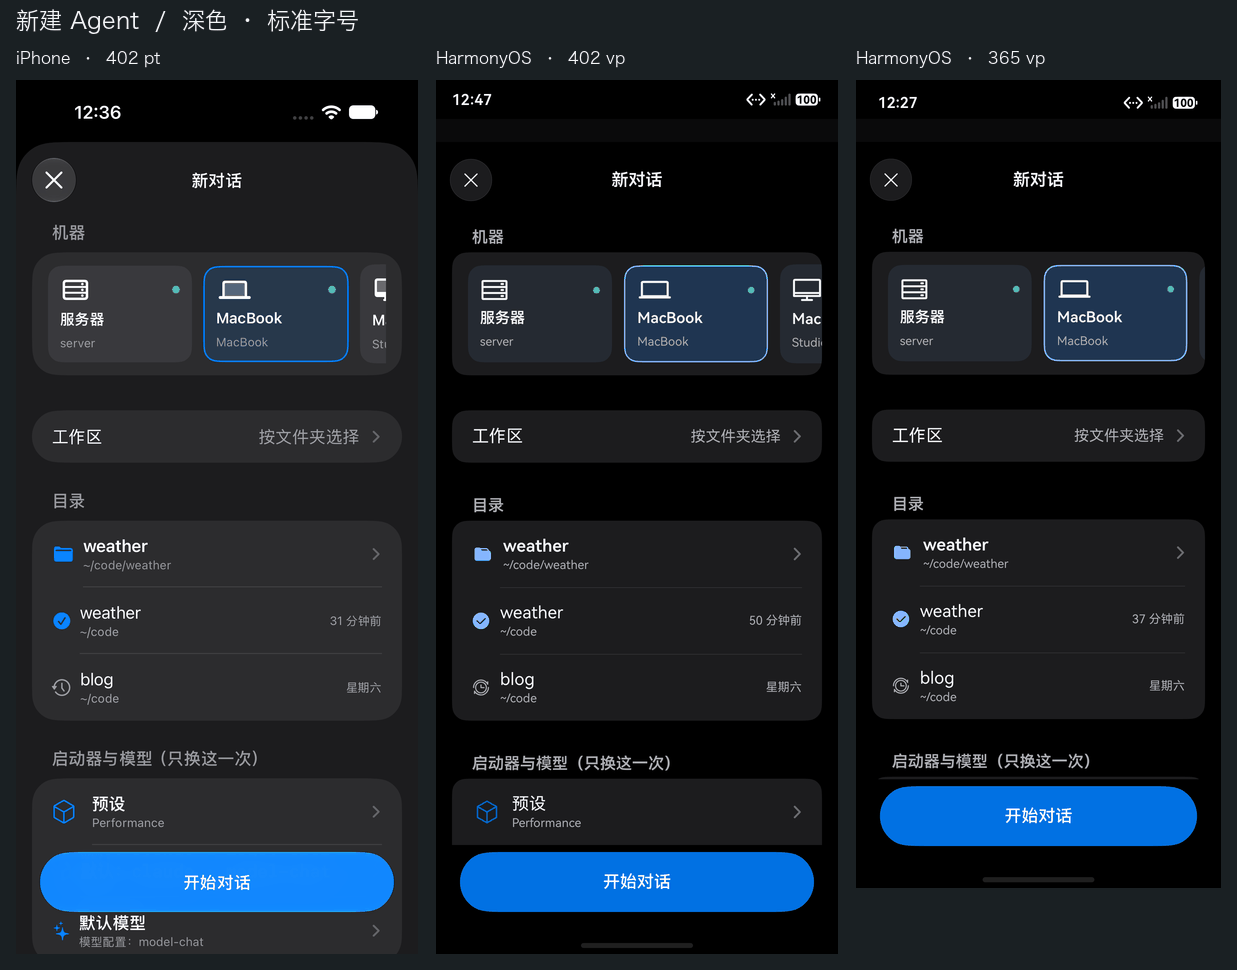 新建 Agent / 深色 · 标准字号
iPhone · 402 pt
12:36
新对话
机器
服务器
server
MacBook
MacBook
M
Stu
工作区
按文件夹选择
目录
weather
~/code/weather
weather
~/code
31 分钟前
blog
~/code
星期六
启动器与模型（只换这一次）
预设
Performance
开始对话
默认模型
模型配置：model-chat
HarmonyOS · 402 vp
12:47
100
新对话
机器
服务器
server
MacBook
MacBook
Mac
Studi
工作区
按文件夹选择
目录
weather
~/code/weather
weather
~/code
50 分钟前
blog
~/code
星期六
启动器与模型（只换这一次）
预设
Performance
开始对话
HarmonyOS · 365 vp
12:27
100
新对话
机器
服务器
server
MacBook
MacBook
工作区
按文件夹选择
目录
weather
~/code/weather
weather
~/code
37 分钟前
blog
~/code
星期六
启动器与模型（只换这一次）
开始对话